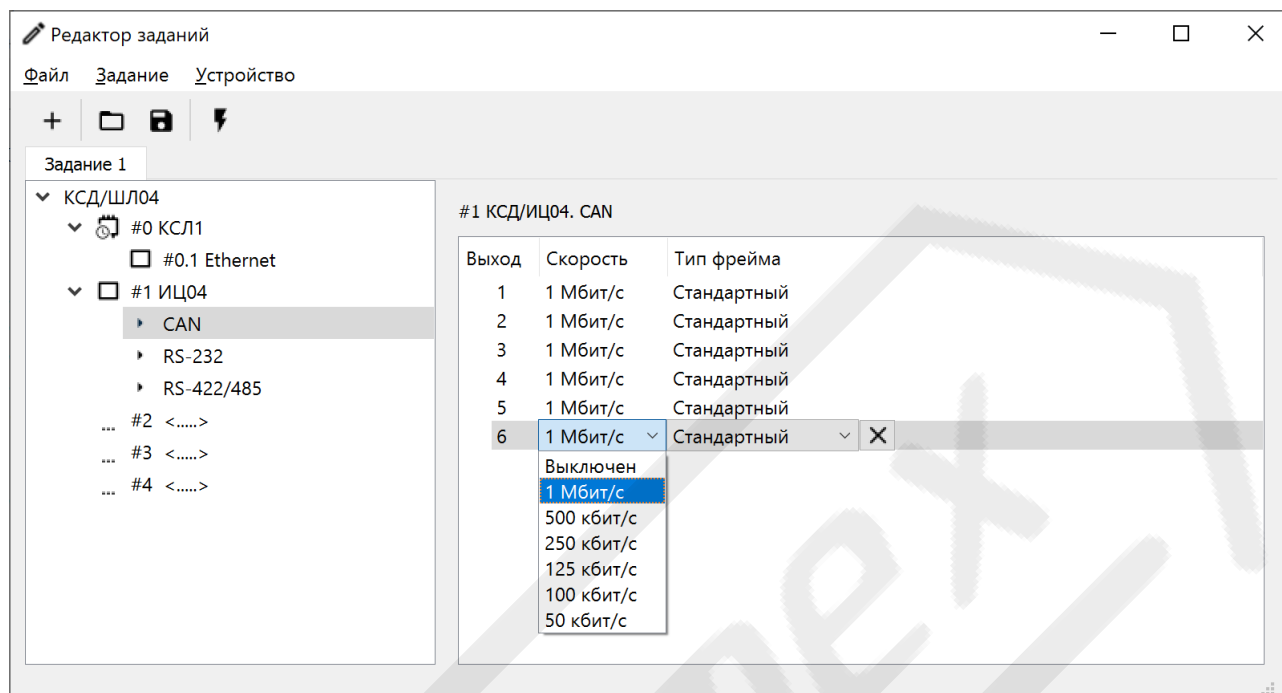 Редактор заданий
Файл Задание Устройство
Задание 1
КСД/ШЛ04
#0 КСЛ1
#0.1 Ethernet
#1 ИЦ04
CAN
RS-232
RS-422/485
#2 <.....>
#3 <.....>
#4 <.....>
#1 КСД/ИЦ04. CAN
Выход Скорость Тип фрейма
1 1 Мбит/с Стандартный
2 1 Мбит/с Стандартный
3 1 Мбит/с Стандартный
4 1 Мбит/с Стандартный
5 1 Мбит/с Стандартный
6 1 Мбит/с Стандартный
Выключен
1 Мбит/с
500 кбит/с
250 кбит/с
125 кбит/с
100 кбит/с
50 кбит/с